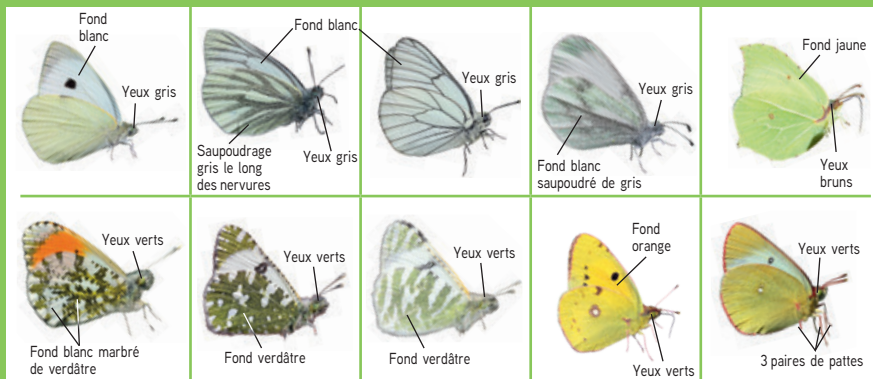 Fond
blanc
Yeux gris
Fond blanc
Saupoudrage
gris le long
des nervures
Yeux gris
Yeux gris
Yeux gris
Fond blanc
saupoudré de gris
Fond jaune
Yeux
bruns
Yeux verts
Fond blanc marbré
de verdâtre
Yeux verts
Fond verdâtre
Yeux verts
Fond verdâtre
Fond
orange
Yeux verts
Yeux verts
3 paires de pattes